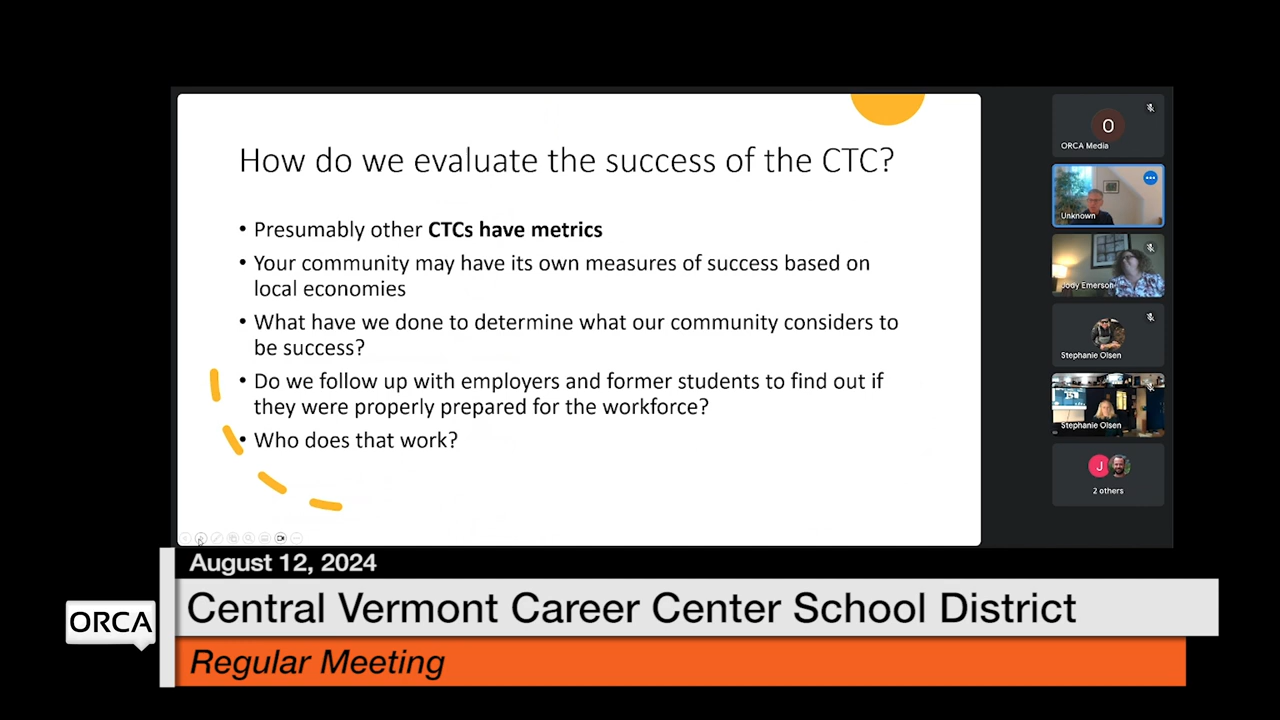 How do we evaluate the success of the CTC?
• Presumably other CTCs have metrics
• Your community may have its own measures of success based on
local economies
• What have we done to determine what our community considers to
be success?
• Do we follow up with employers and former students to find out if
they were properly prepared for the workforce?
• Who does that work?
O
ORCA Media
Unknown
Jody Emerson
Stephanie Olsen
Stephanie Olsen
J
2 others
August 12, 2024
ORCA
Central Vermont Career Center School District
Regular Meeting